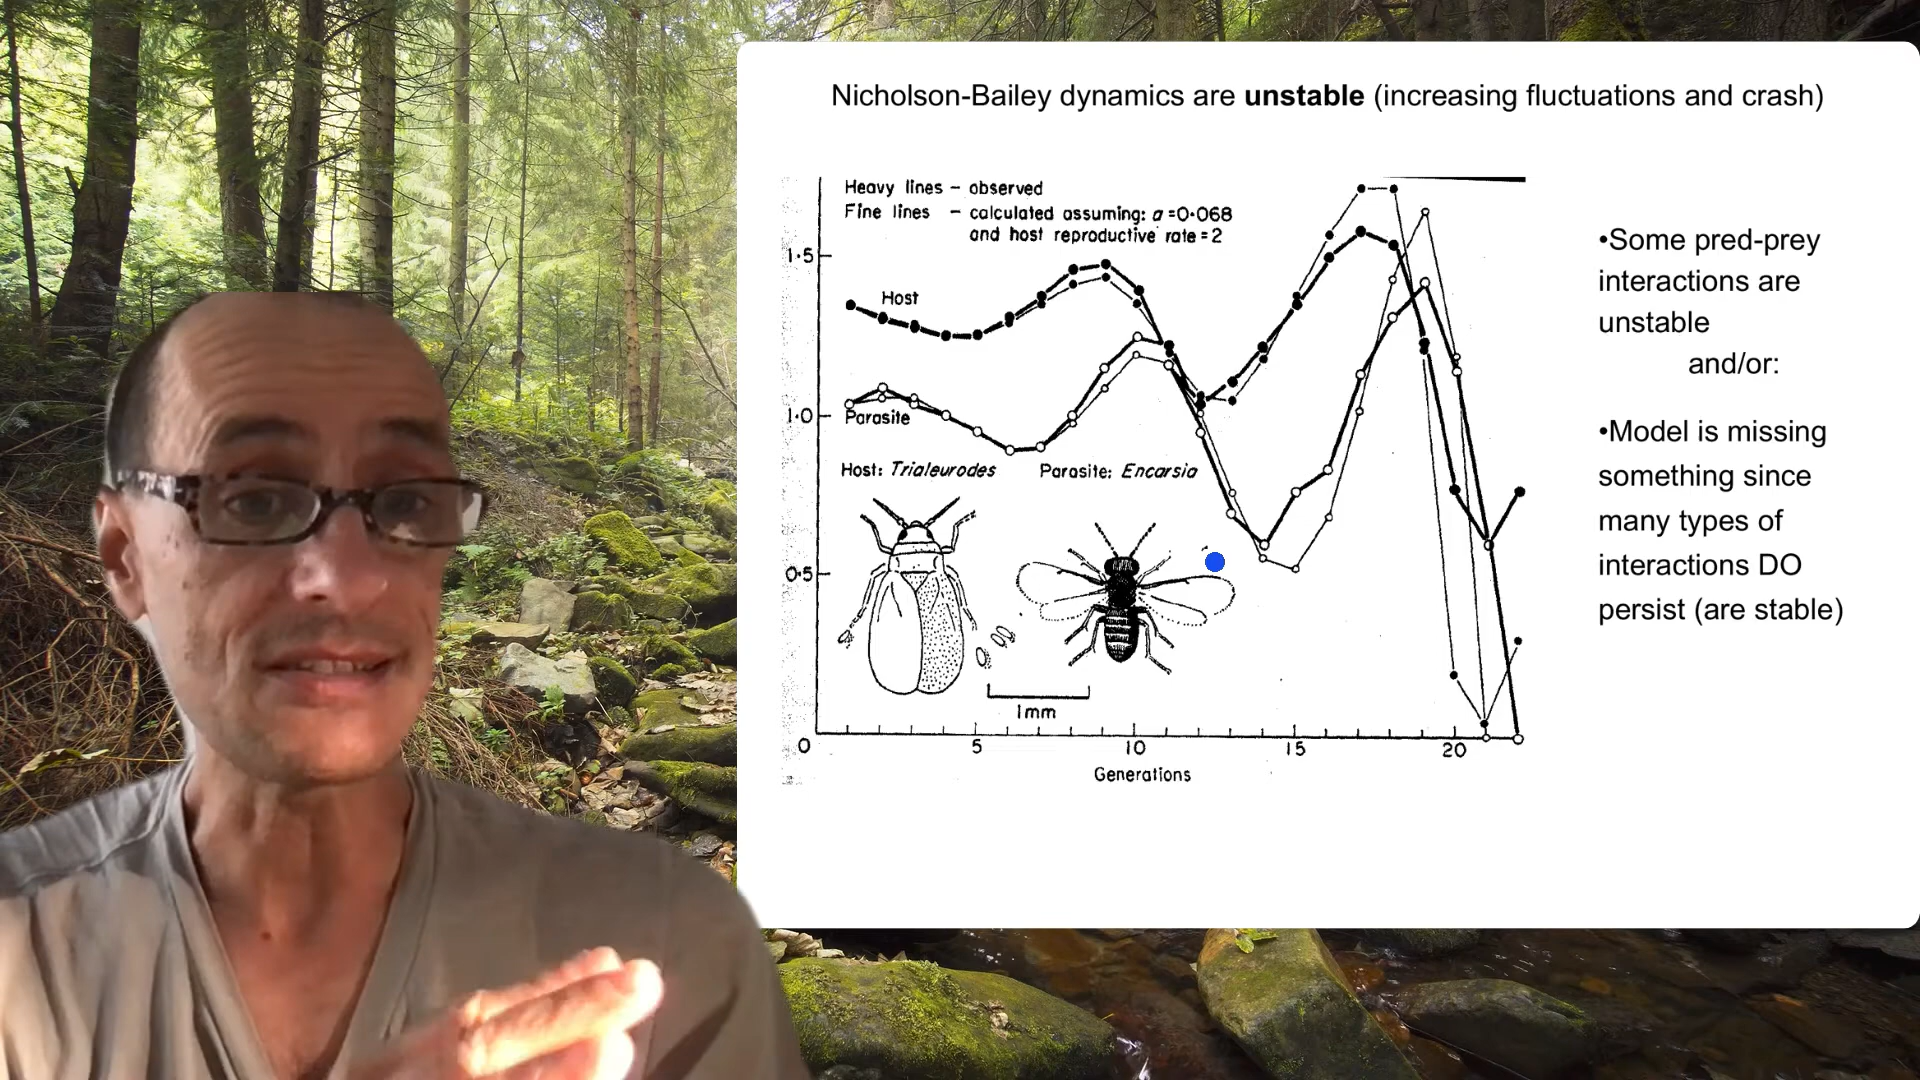 Nicholson-Bailey dynamics are unstable (increasing fluctuations and crash)
Heavy lines – observed
Fine lines – calculated assuming: a =0·068
and host reproductive rate = 2
1·5
Host
1·0
Parasite
Host: Trialeurodes Parasite: Encarsia
0·5
1mm
0 5 10 15 20
Generations
•Some pred-prey
interactions are
unstable
and/or:
•Model is missing
something since
many types of
interactions DO
persist (are stable)